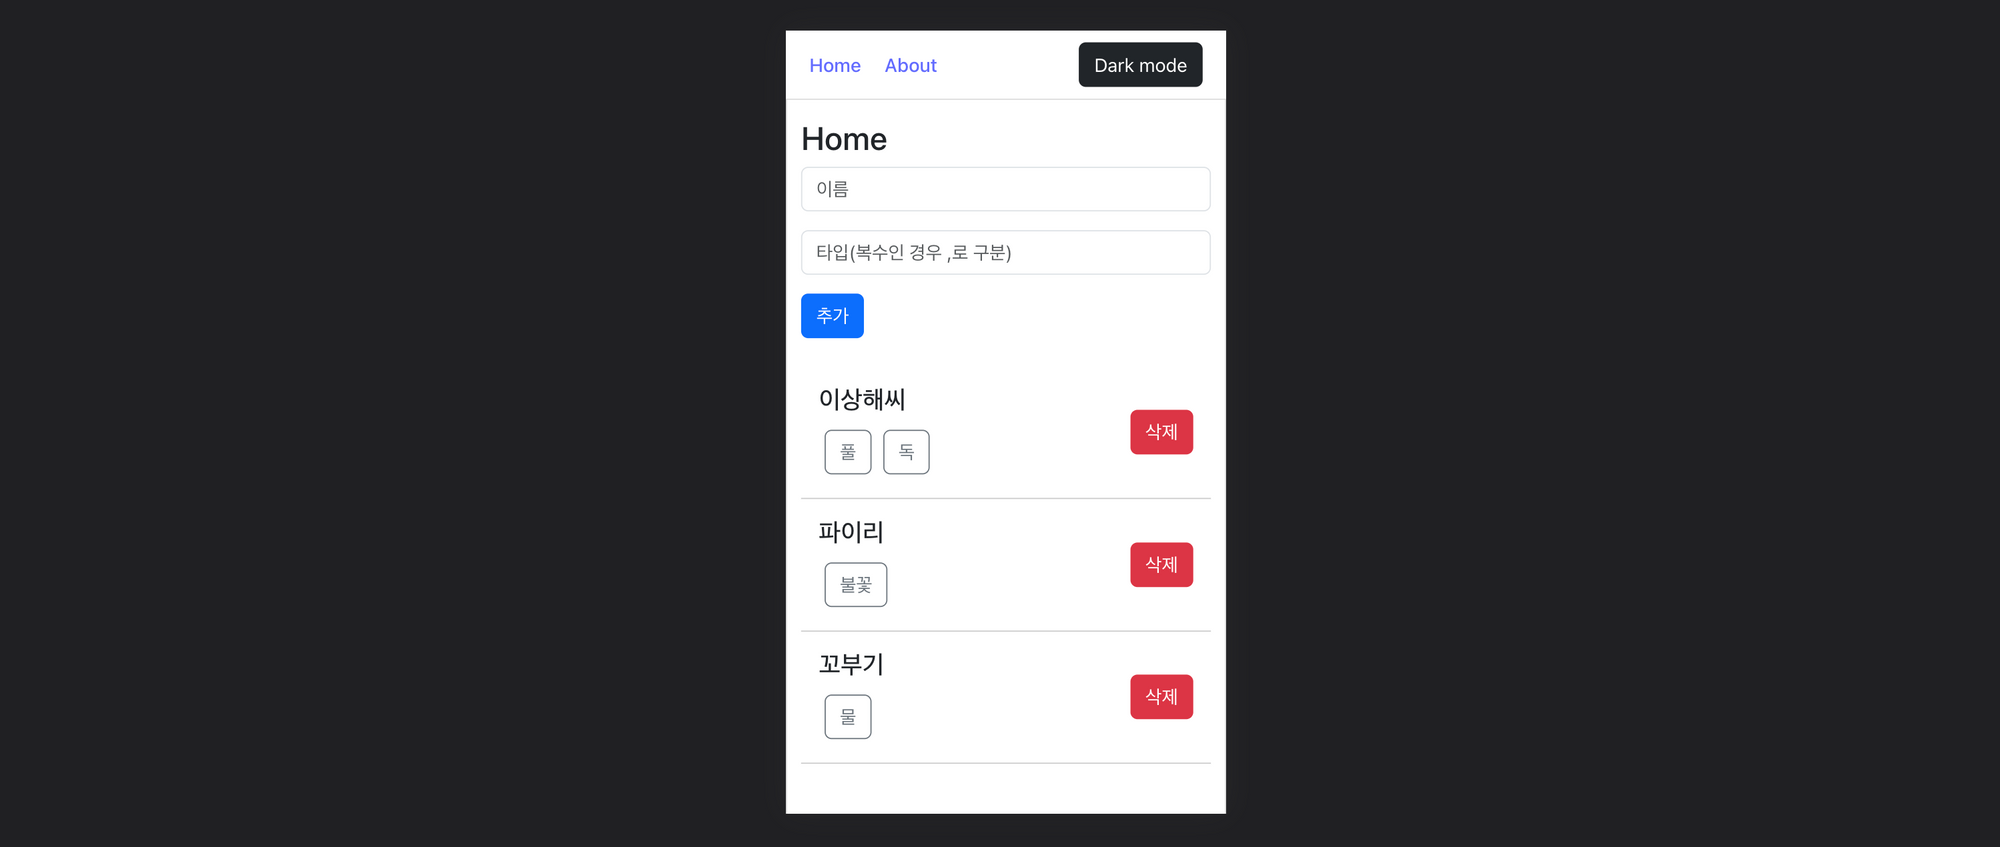 Home About Dark mode
Home
이름
타입(복수인 경우 ,로 구분)
추가
이상해씨
풀 독
삭제
파이리
불꽃
삭제
꼬부기
물
삭제